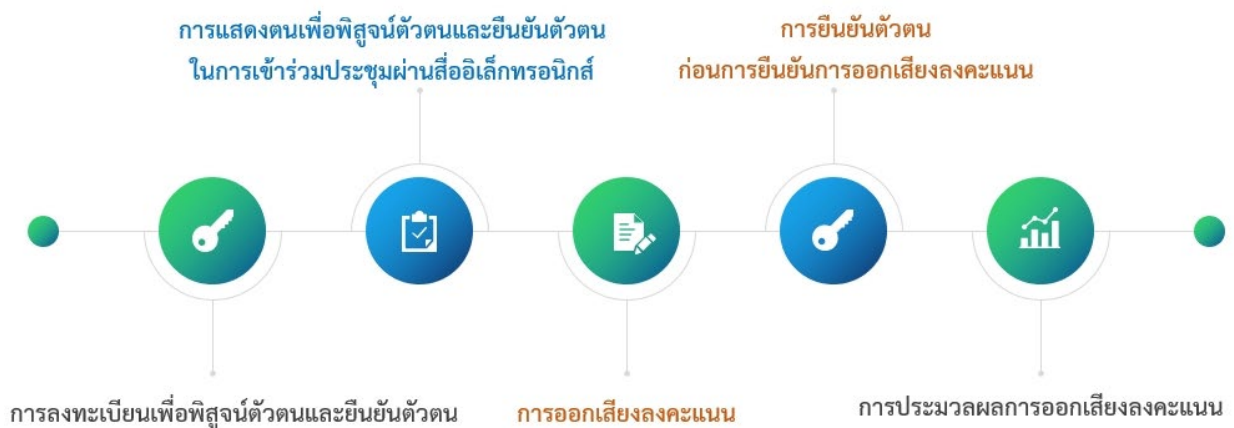 การแสดงตนเพื่อพิสูจน์ตัวตนและยืนยันตัวตน
ในการเข้าร่วมประชุมผ่านสื่ออิเล็กทรอนิกส์
การยืนยันตัวตน
ก่อนการยืนยันการออกเสียงลงคะแนน
การลงทะเบียนเพื่อพิสูจน์ตัวตนและยืนยันตัวตน
การออกเสียงลงคะแนน
การประมวลผลการออกเสียงลงคะแนน